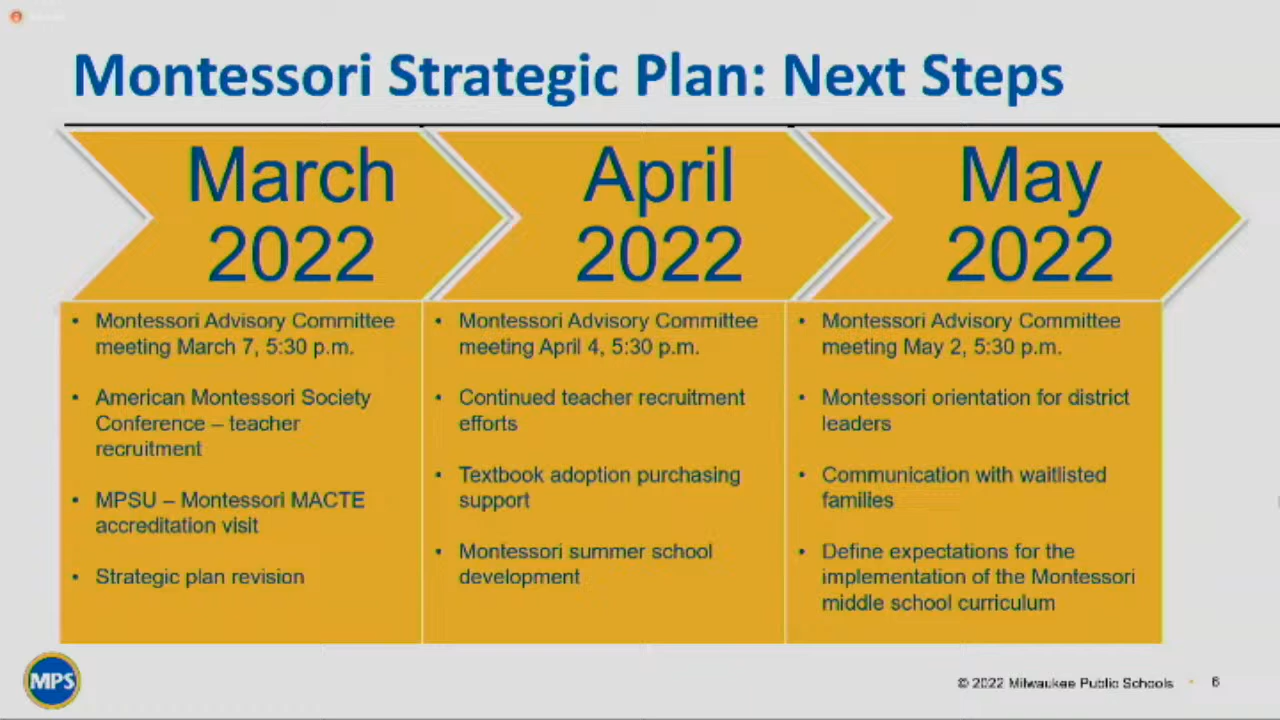 Montessori Strategic Plan: Next Steps
March
2022
• Montessori Advisory Committee
meeting March 7, 5:30 p.m.
• American Montessori Society
Conference – teacher
recruitment
• MPSU – Montessori MACTE
accreditation visit
• Strategic plan revision
April
2022
• Montessori Advisory Committee
meeting April 4, 5:30 p.m.
• Continued teacher recruitment
efforts
• Textbook adoption purchasing
support
• Montessori summer school
development
May
2022
• Montessori Advisory Committee
meeting May 2, 5:30 p.m.
• Montessori orientation for district
leaders
• Communication with waitlisted
families
• Define expectations for the
implementation of the Montessori
middle school curriculum
MPS
© 2022 Milwaukee Public Schools • 6